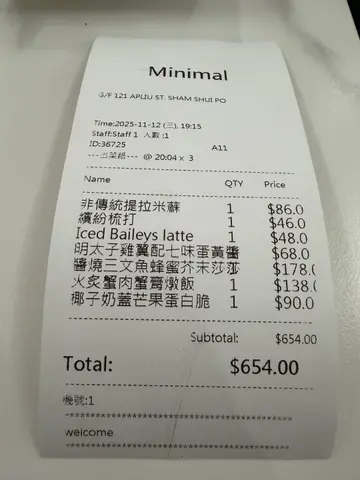 Minimal
G/F 121 APLIU ST. SHAM SHUI PO
Time:2025-11-12 (三), 19:15
Staff:Staff 1 人數 :1
ID:36725 A11
---出菜紙--- @ 20:04 x 3
Name QTY Price
非傳統提拉米蘇 1 $86.0
繽紛梳打 1 $46.0
Iced Baileys latte 1 $48.0
明太子雞翼配七味蛋黃醬 1 $68.0
醬燒三文魚蜂蜜芥末莎莎 1 $178.0
火炙蟹肉蟹膏燉飯 1 $138.0
椰子奶蓋芒果蛋白脆 1 $90.0
Subtotal: $654.00
Total: $654.00
機號:1
welcome